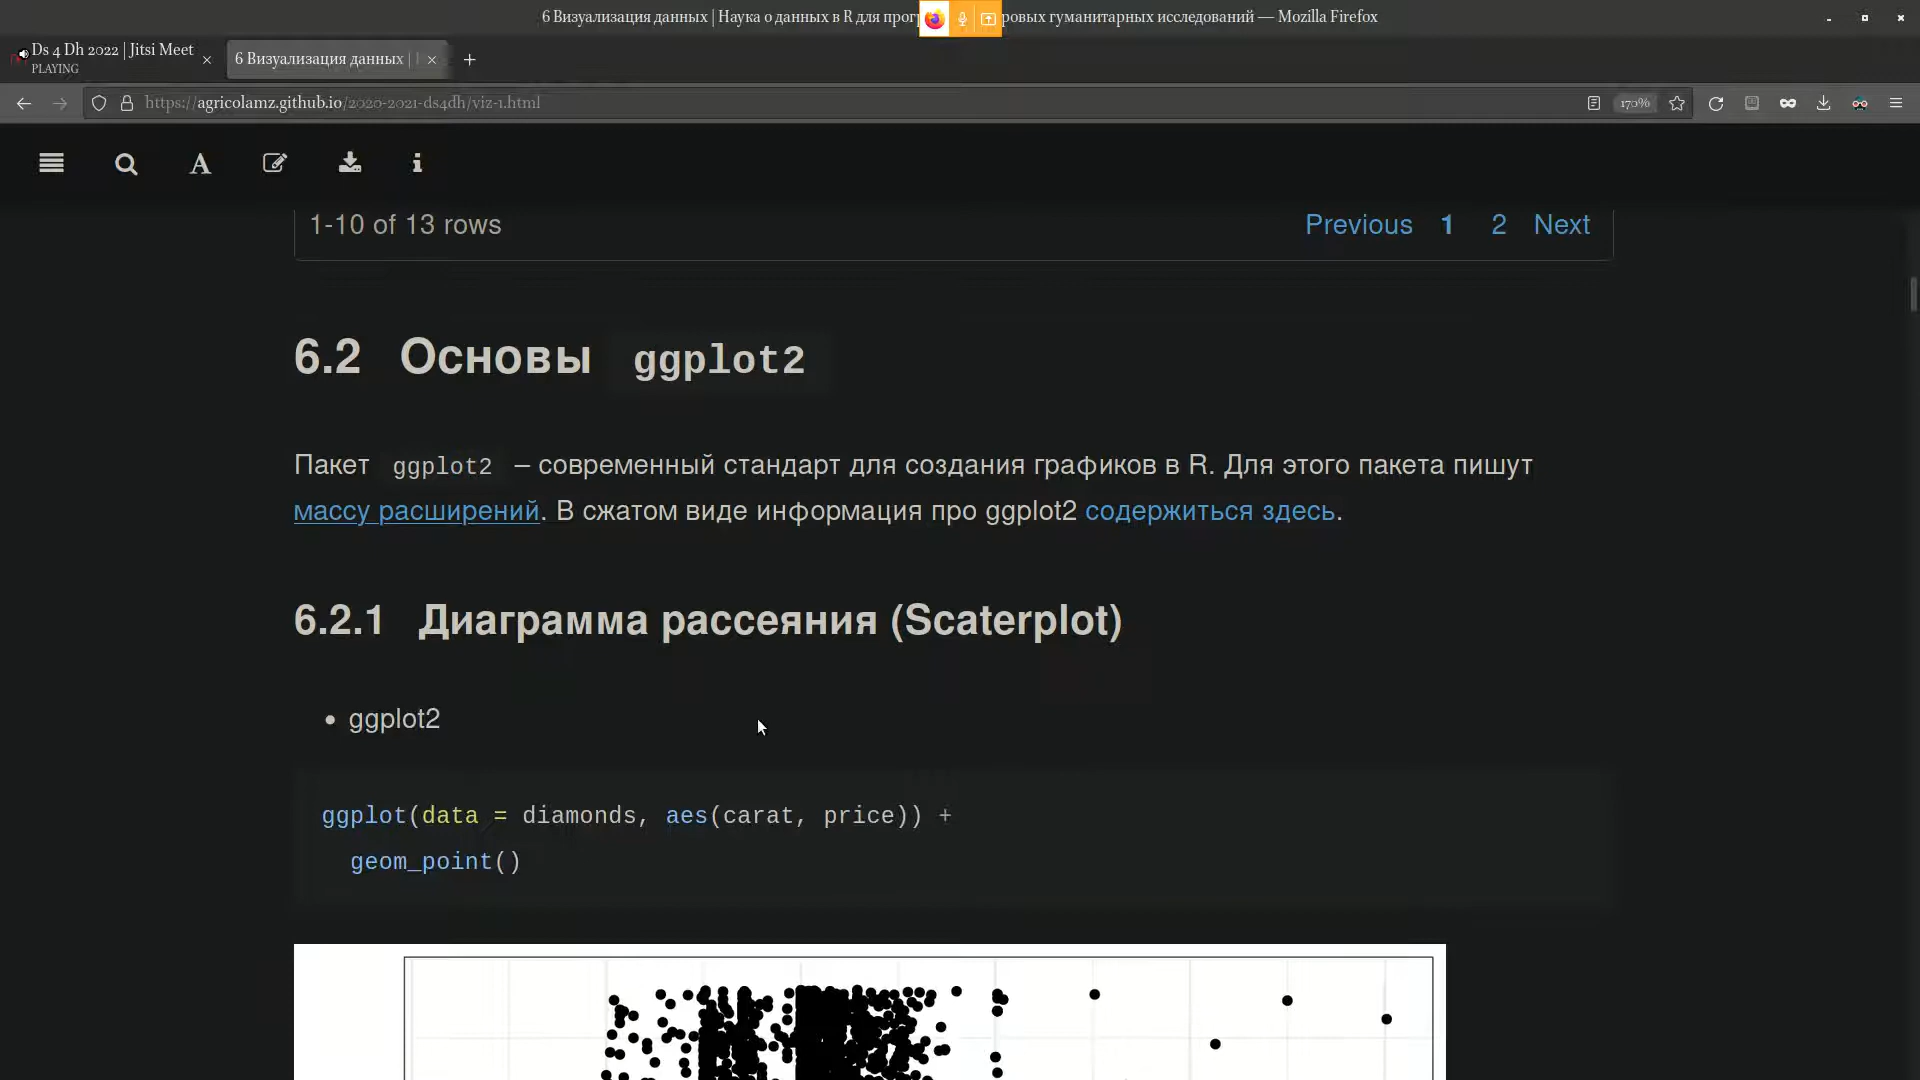 6 Визуализация данных | Наука о данных в R для прог ровых гуманитарных исследований — Mozilla Firefox
Ds 4 Dh 2022 | Jitsi Meet
PLAYING
6 Визуализация данных |
https://agricolamz.github.io/2020-2021-ds4dh/viz-1.html
170%
1-10 of 13 rows
Previous 1 2 Next
6.2 Основы ggplot2
Пакет ggplot2 – современный стандарт для создания графиков в R. Для этого пакета пишут
массу расширений. В сжатом виде информация про ggplot2 содержиться здесь.
6.2.1 Диаграмма рассеяния (Scaterplot)
• ggplot2
ggplot(data = diamonds, aes(carat, price)) +
geom_point()